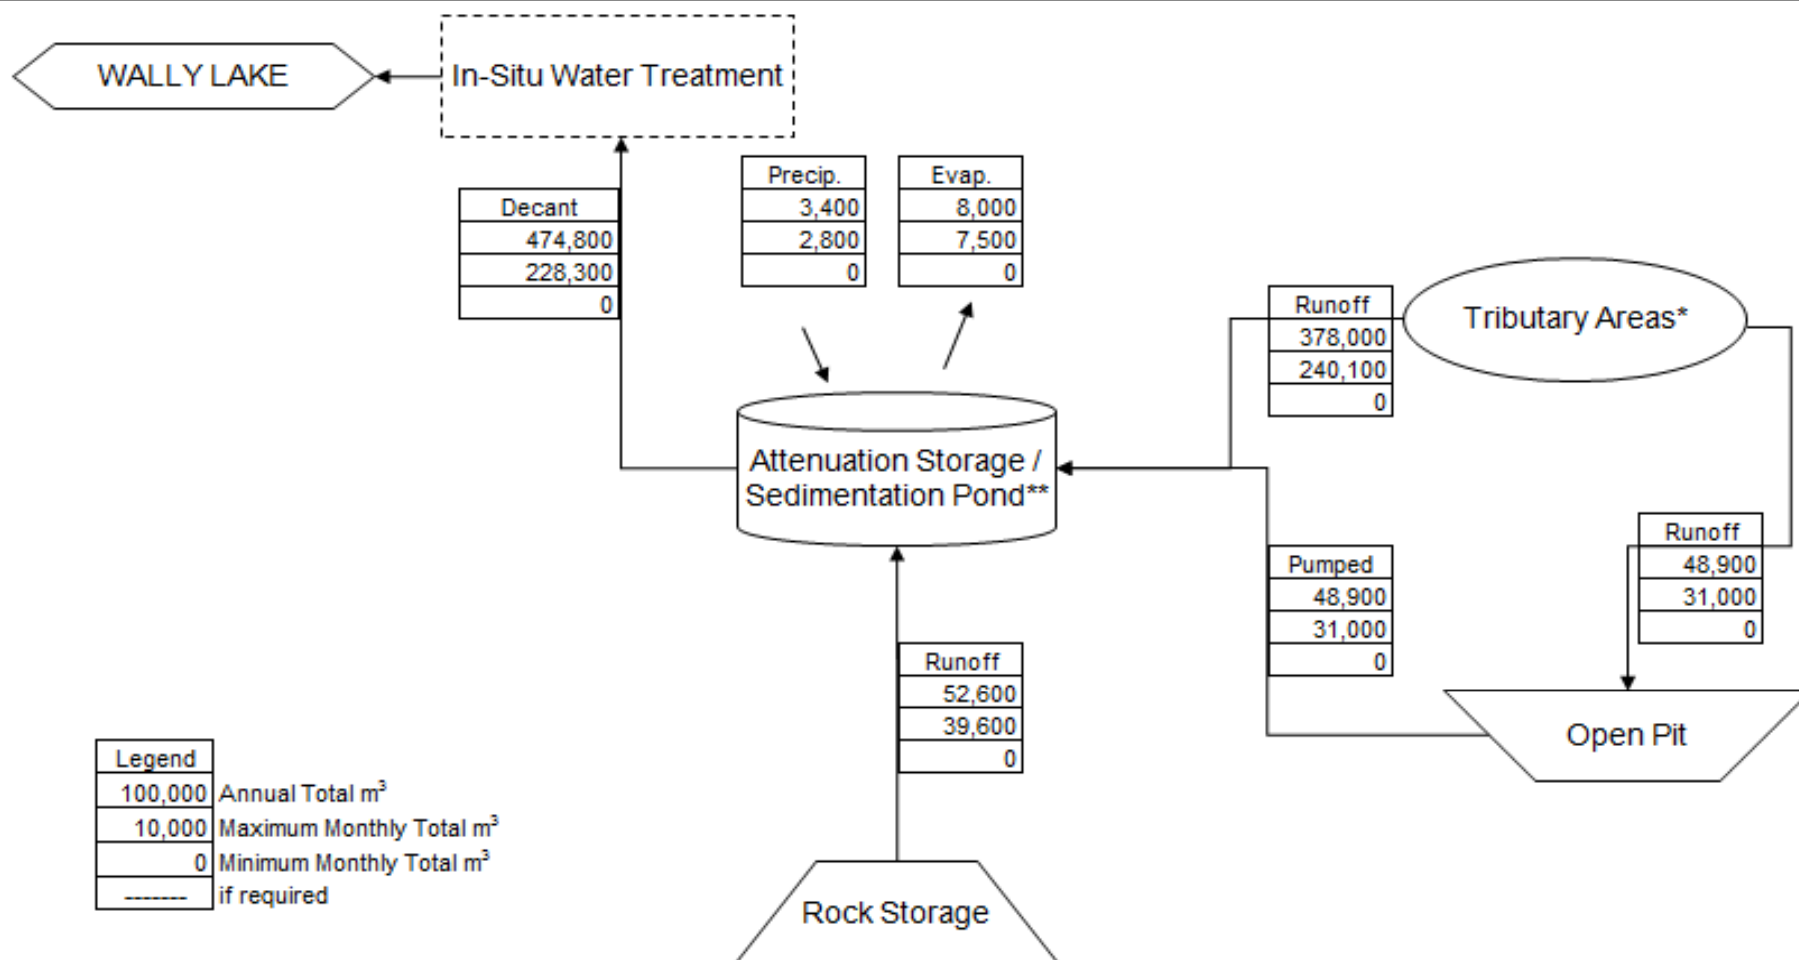 WALLY LAKE
In-Situ Water Treatment
Decant
474,800
228,300
0
Precip.
3,400
2,800
0
Evap.
8,000
7,500
0
Runoff
378,000
240,100
0
Tributary Areas*
Attenuation Storage /
Sedimentation Pond**
Pumped
48,900
31,000
0
Runoff
48,900
31,000
0
Runoff
52,600
39,600
0
Open Pit
Legend
100,000 Annual Total m³
10,000 Maximum Monthly Total m³
0 Minimum Monthly Total m³
------- if required
Rock Storage